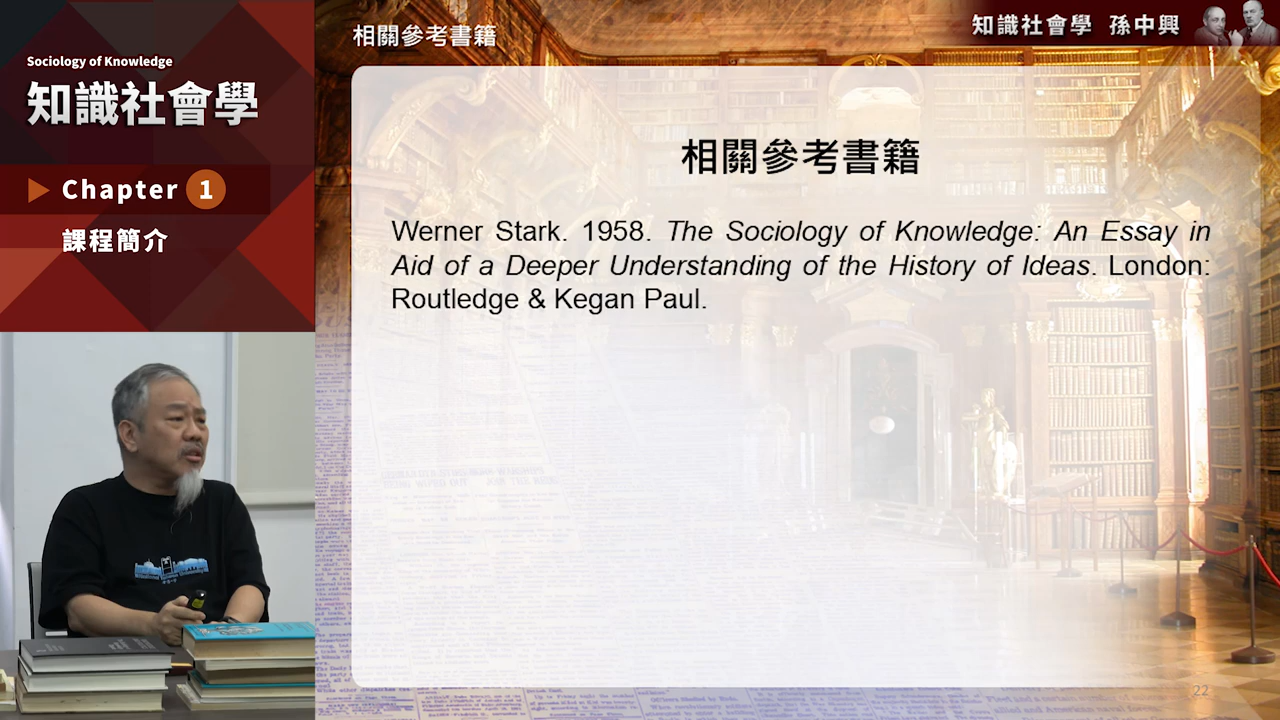 Sociology of Knowledge
知識社會學
Chapter 1
課程簡介
相關參考書籍
知識社會學 孫中興
相關參考書籍
Werner Stark. 1958. The Sociology of Knowledge: An Essay in
Aid of a Deeper Understanding of the History of Ideas. London:
Routledge & Kegan Paul.
22